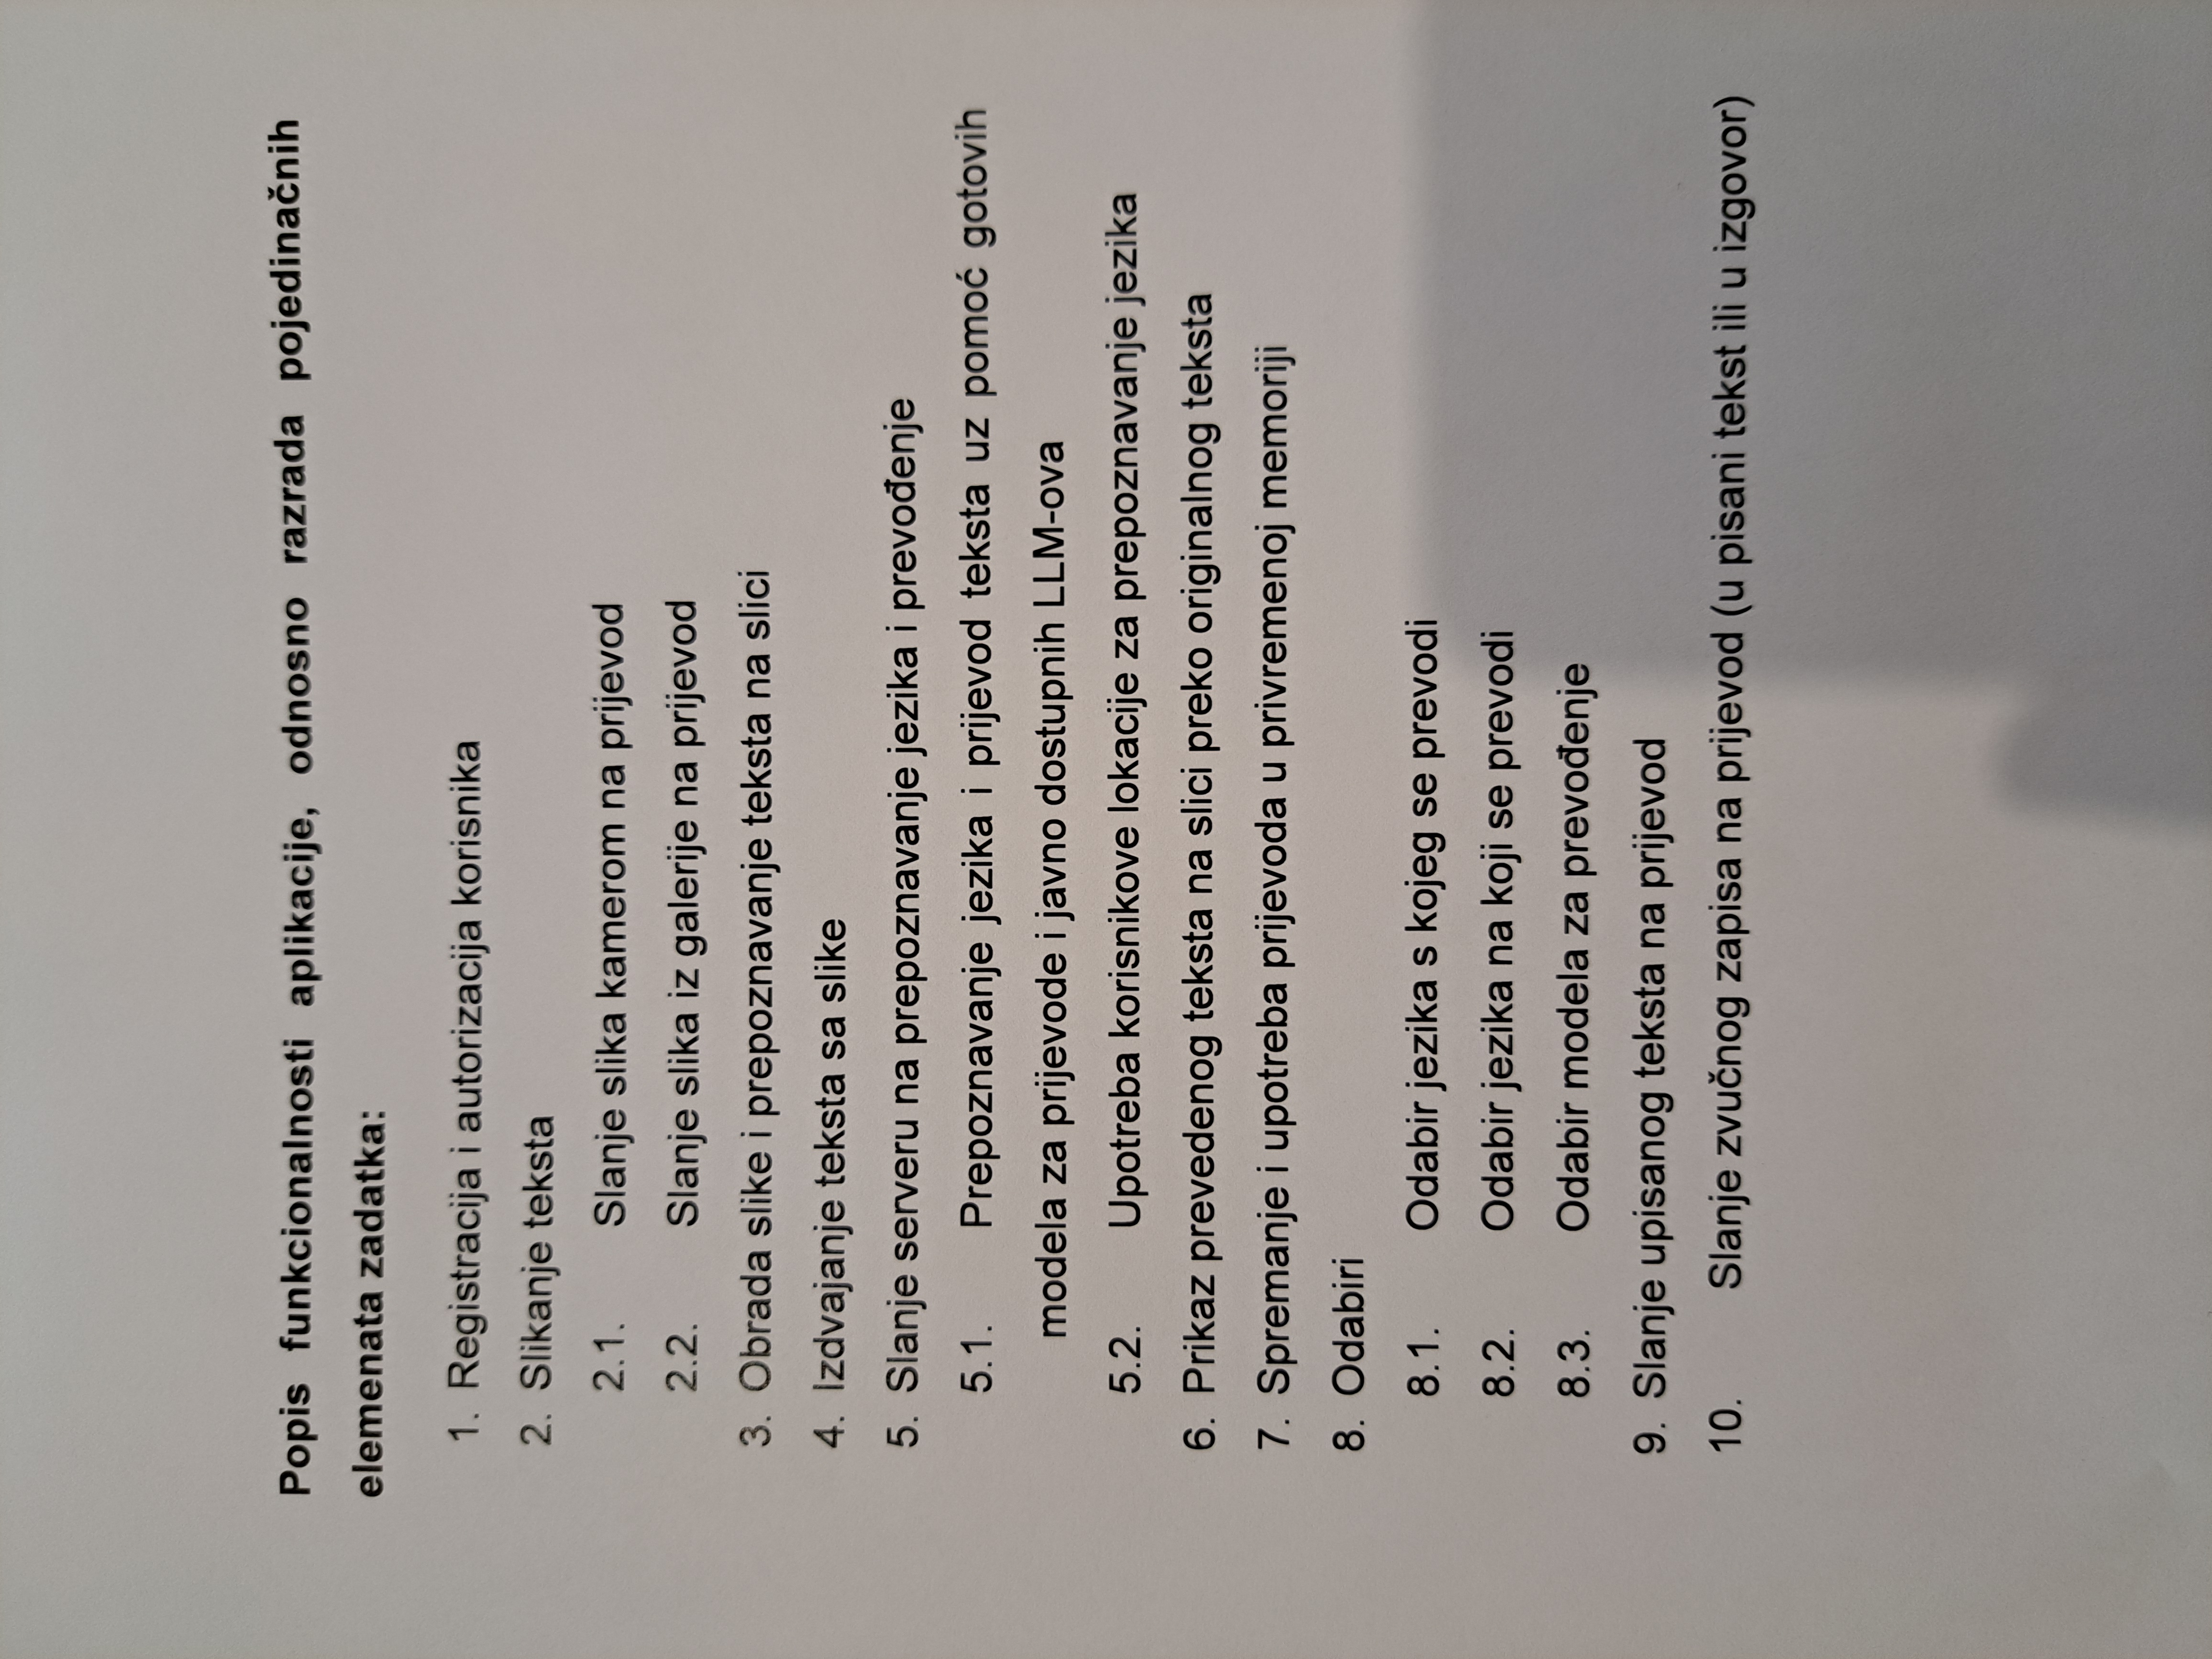 Popis funkcionalnosti aplikacije, odnosno razrada pojedinačnih
elemenata zadatka:
1. Registracija i autorizacija korisnika
2. Slikanje teksta
2.1. Slanje slika kamerom na prijevod
2.2. Slanje slika iz galerije na prijevod
3. Obrada slike i prepoznavanje teksta na slici
4. Izdvajanje teksta sa slike
5. Slanje serveru na prepoznavanje jezika i prevođenje
5.1. Prepoznavanje jezika i prijevod teksta uz pomoć gotovih
modela za prijevode i javno dostupnih LLM-ova
5.2. Upotreba korisnikove lokacije za prepoznavanje jezika
6. Prikaz prevedenog teksta na slici preko originalnog teksta
7. Spremanje i upotreba prijevoda u privremenoj memoriji
8. Odabiri
8.1. Odabir jezika s kojeg se prevodi
8.2. Odabir jezika na koji se prevodi
8.3. Odabir modela za prevođenje
9. Slanje upisanog teksta na prijevod
10. Slanje zvučnog zapisa na prijevod (u pisani tekst ili u izgovor)